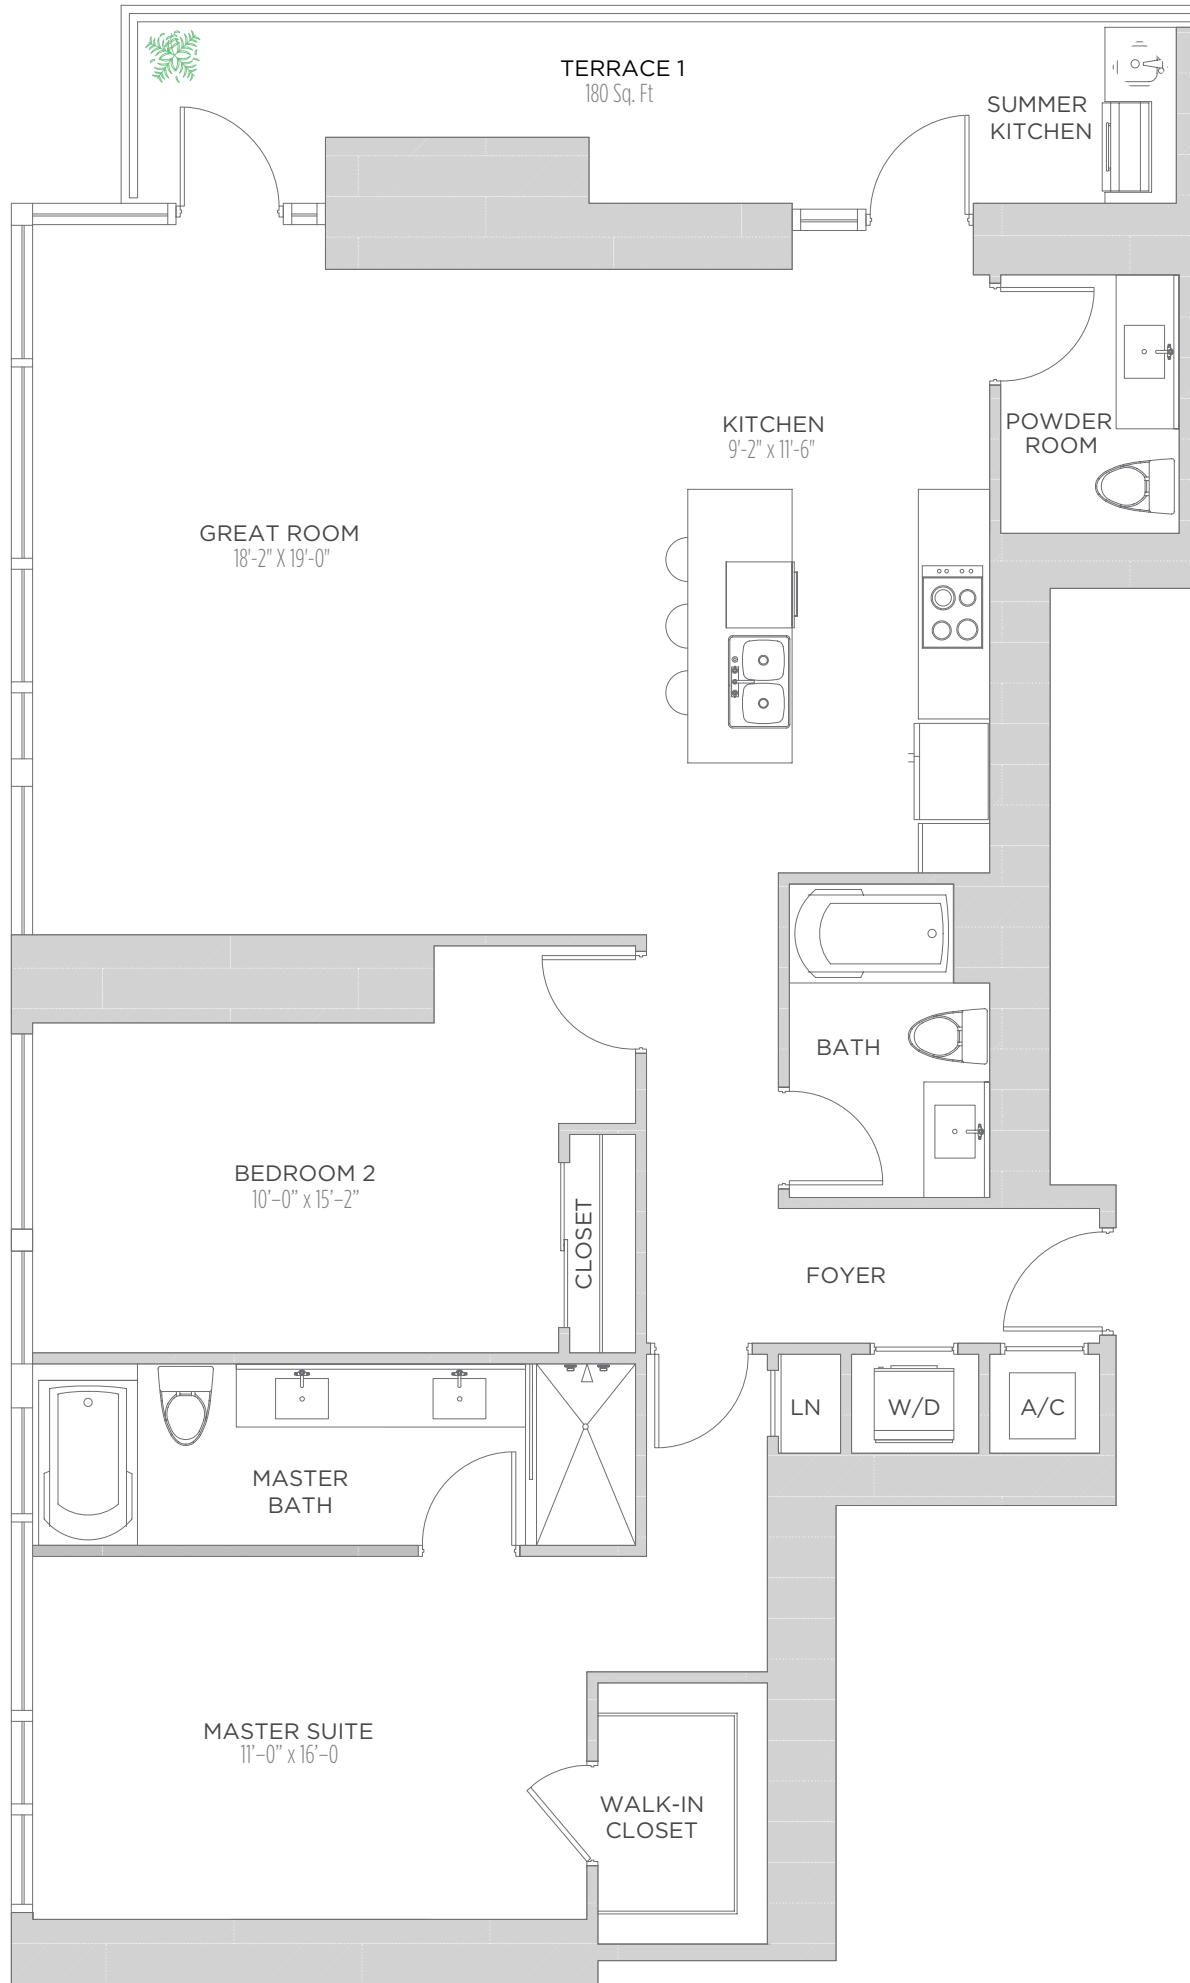 TERRACE 1
180 Sq. Ft
SUMMER
KITCHEN
KITCHEN
9'-2" x 11'-6"
POWDER
ROOM
GREAT ROOM
18'-2" X 19'-0"
BATH
BEDROOM 2
10’–0” x 15’–2”
CLOSET
FOYER
LN
W/D
A/C
MASTER
BATH
MASTER SUITE
11’–0” x 16’–0
WALK-IN
CLOSET